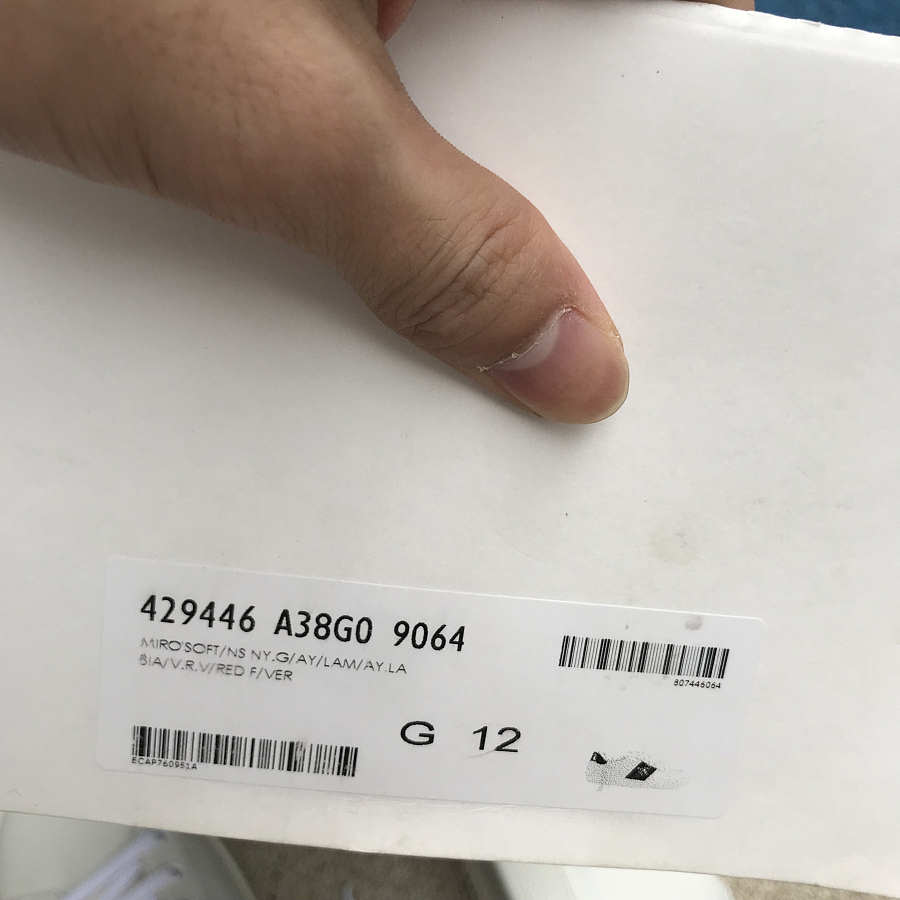 429446 A38G0 9064
MIRO'SOFT/NS NY.G/AY/LAM/AY.LA
BIA/V.R.V/RED F/VER
807446064
G 12
ECAP760951A